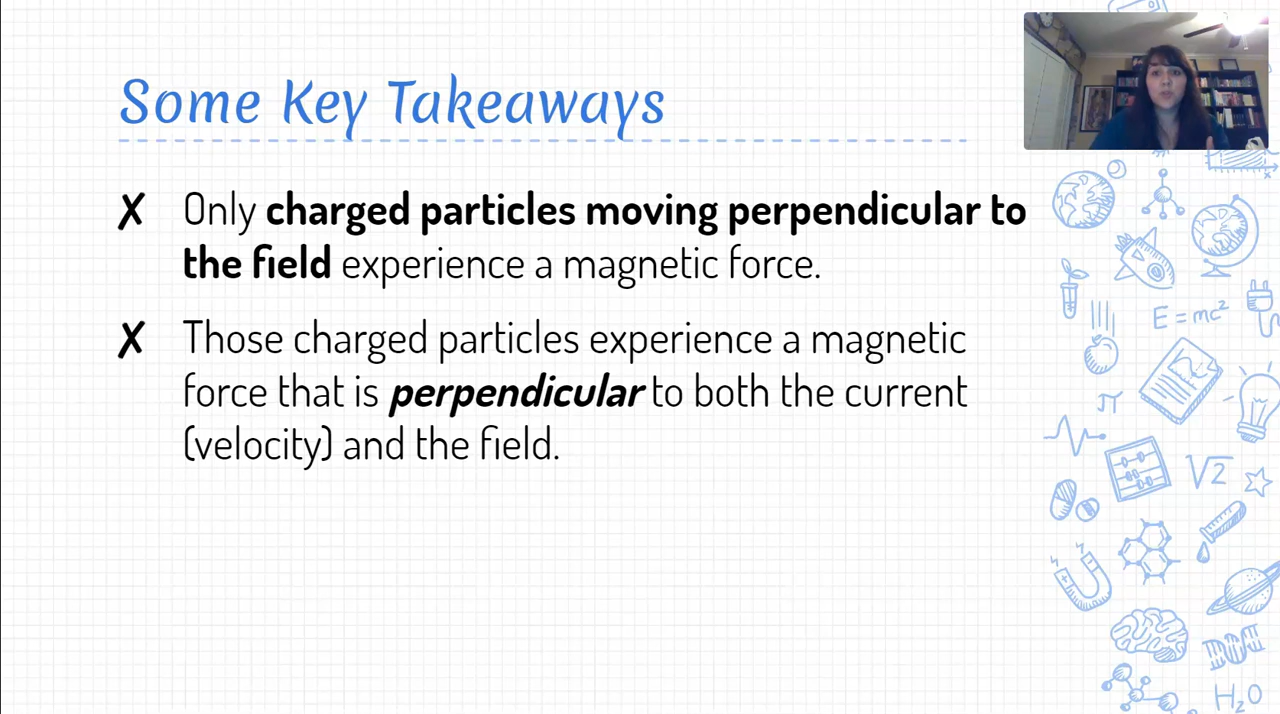 Some Key Takeaways
✗ Only charged particles moving perpendicular to
the field experience a magnetic force.
✗ Those charged particles experience a magnetic
force that is perpendicular to both the current
(velocity) and the field.
E=mc²
π
√2
H₂O